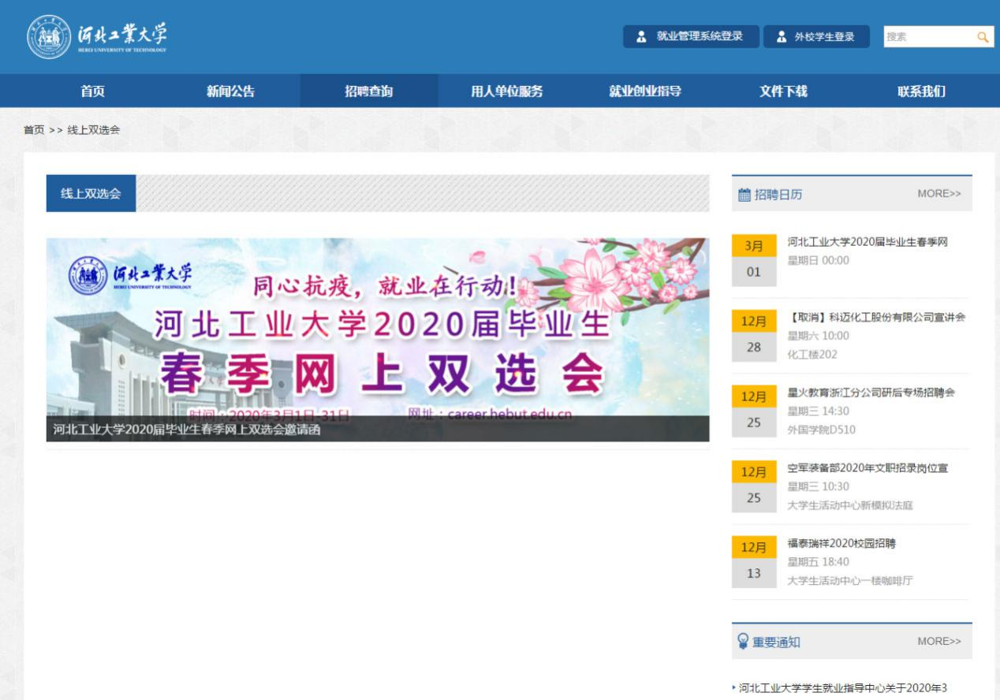 河北工业大学
HEBEI UNIVERSITY OF TECHNOLOGY
就业管理系统登录
外校学生登录
搜索
首页 新闻公告 招聘查询 用人单位服务 就业创业指导 文件下载 联系我们
首页 >> 线上双选会
线上双选会
河北工業大学
HEBEI UNIVERSITY OF TECHNOLOGY
同心抗疫，就业在行动！
河北工业大学2020届毕业生
春季网上双选会
时间：2020年3月1日-31日 网址：career.hebut.edu.cn
河北工业大学2020届毕业生春季网上双选会邀请函
招聘日历 MORE>>
3月
01
河北工业大学2020届毕业生春季网
星期日 00:00
12月
28
【取消】科迈化工股份有限公司宣讲会
星期六 10:00
化工楼202
12月
25
星火教育浙江分公司研后专场招聘会
星期三 14:30
外国学院D510
12月
25
空军装备部2020年文职招录岗位宣
星期三 10:30
大学生活动中心新模拟法庭
12月
13
福泰瑞祥2020校园招聘
星期五 18:40
大学生活动中心一楼咖啡厅
重要通知 MORE>>
河北工业大学学生就业指导中心关于2020年3